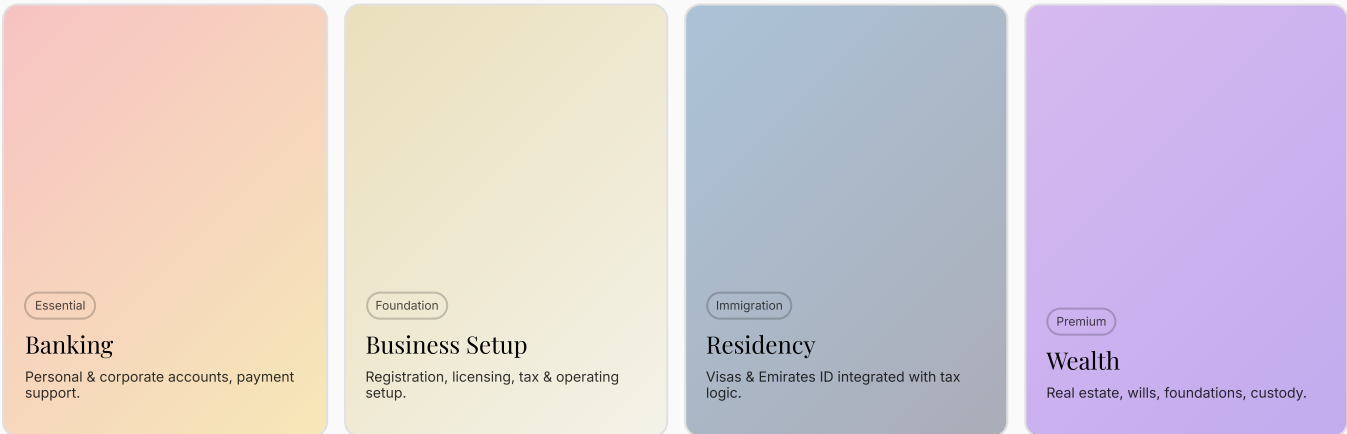 Essential
Banking
Personal & corporate accounts, payment
support.
Foundation
Business Setup
Registration, licensing, tax & operating
setup.
Immigration
Residency
Visas & Emirates ID integrated with tax
logic.
Premium
Wealth
Real estate, wills, foundations, custody.